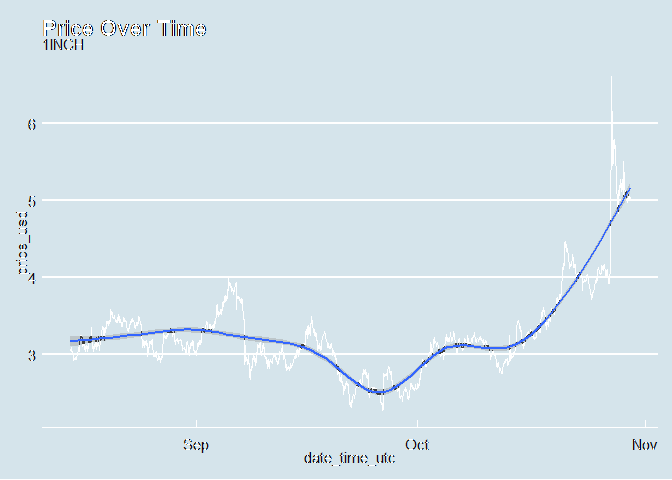 Price Over Time
1INCH
6
5
4
3
price_usd
Sep
Oct
Nov
date_time_utc